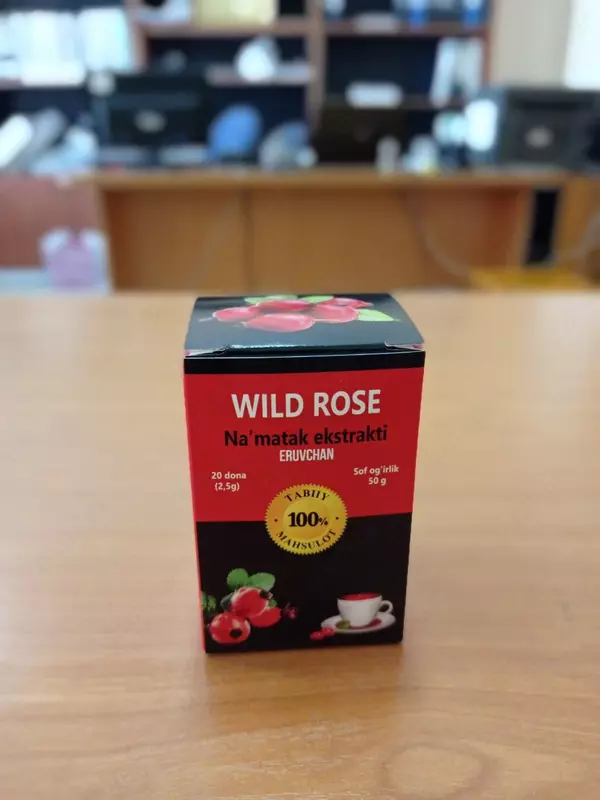 WILD ROSE
Na'matak ekstrakti
ERUVCHAN
20 dona
(2,5g)
Sof og'irlik
50 g
TABIIY
100%
MAHSULOT